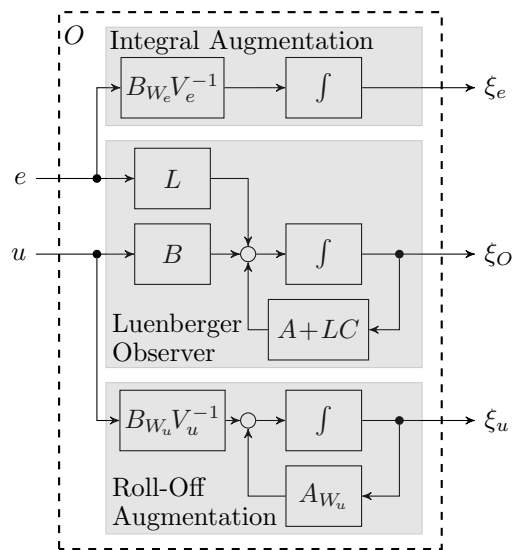 O
Integral Augmentation
B_{W_e}V_e^{-1}
∫
ξ_e
e
L
u
B
∫
ξ_O
A+LC
Luenberger
Observer
B_{W_u}V_u^{-1}
∫
ξ_u
A_{W_u}
Roll-Off
Augmentation